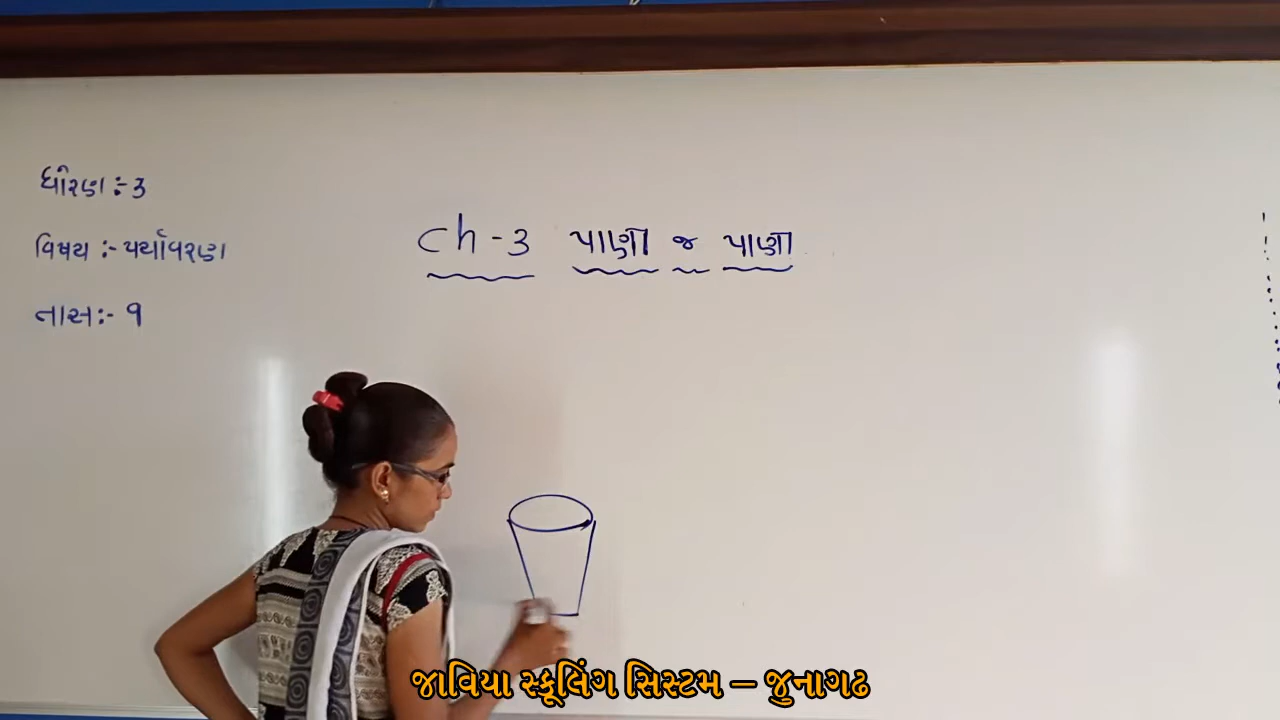 ધોરણ :- 3
વિષય :- પર્યાવરણ
તાસ :- ૧
Ch - 3 પાણી જ પાણી
જાવિયા સ્કૂલિંગ સિસ્ટમ – જુનાગઢ